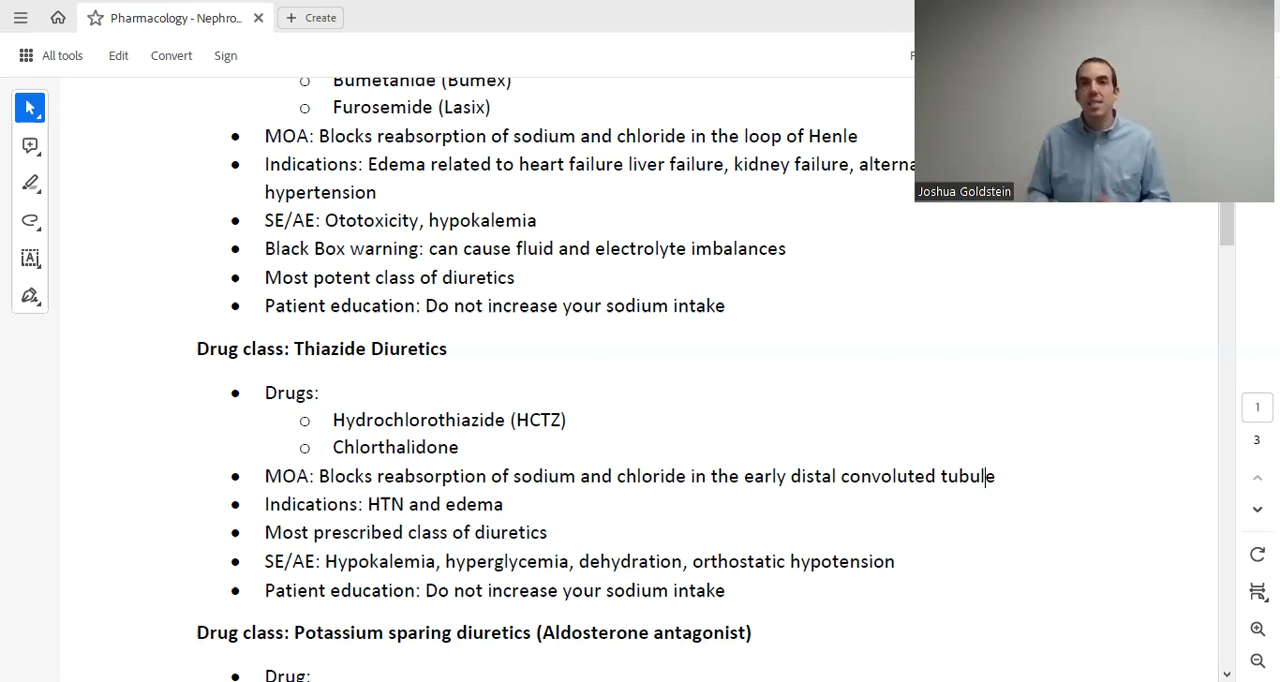 Pharmacology - Nephro...
Create
All tools
Edit
Convert
Sign
Bumetanide (Bumex)
Furosemide (Lasix)
MOA: Blocks reabsorption of sodium and chloride in the loop of Henle
Indications: Edema related to heart failure liver failure, kidney failure,
hypertension
SE/AE: Ototoxicity, hypokalemia
Black Box warning: can cause fluid and electrolyte imbalances
Most potent class of diuretics
Patient education: Do not increase your sodium intake
Drug class: Thiazide Diuretics
Drugs:
Hydrochlorothiazide (HCTZ)
Chlorthalidone
MOA: Blocks reabsorption of sodium and chloride in the early distal convoluted tubule
Indications: HTN and edema
Most prescribed class of diuretics
SE/AE: Hypokalemia, hyperglycemia, dehydration, orthostatic hypotension
Patient education: Do not increase your sodium intake
Drug class: Potassium sparing diuretics (Aldosterone antagonist)
Drug:
Joshua Goldstein
1
3